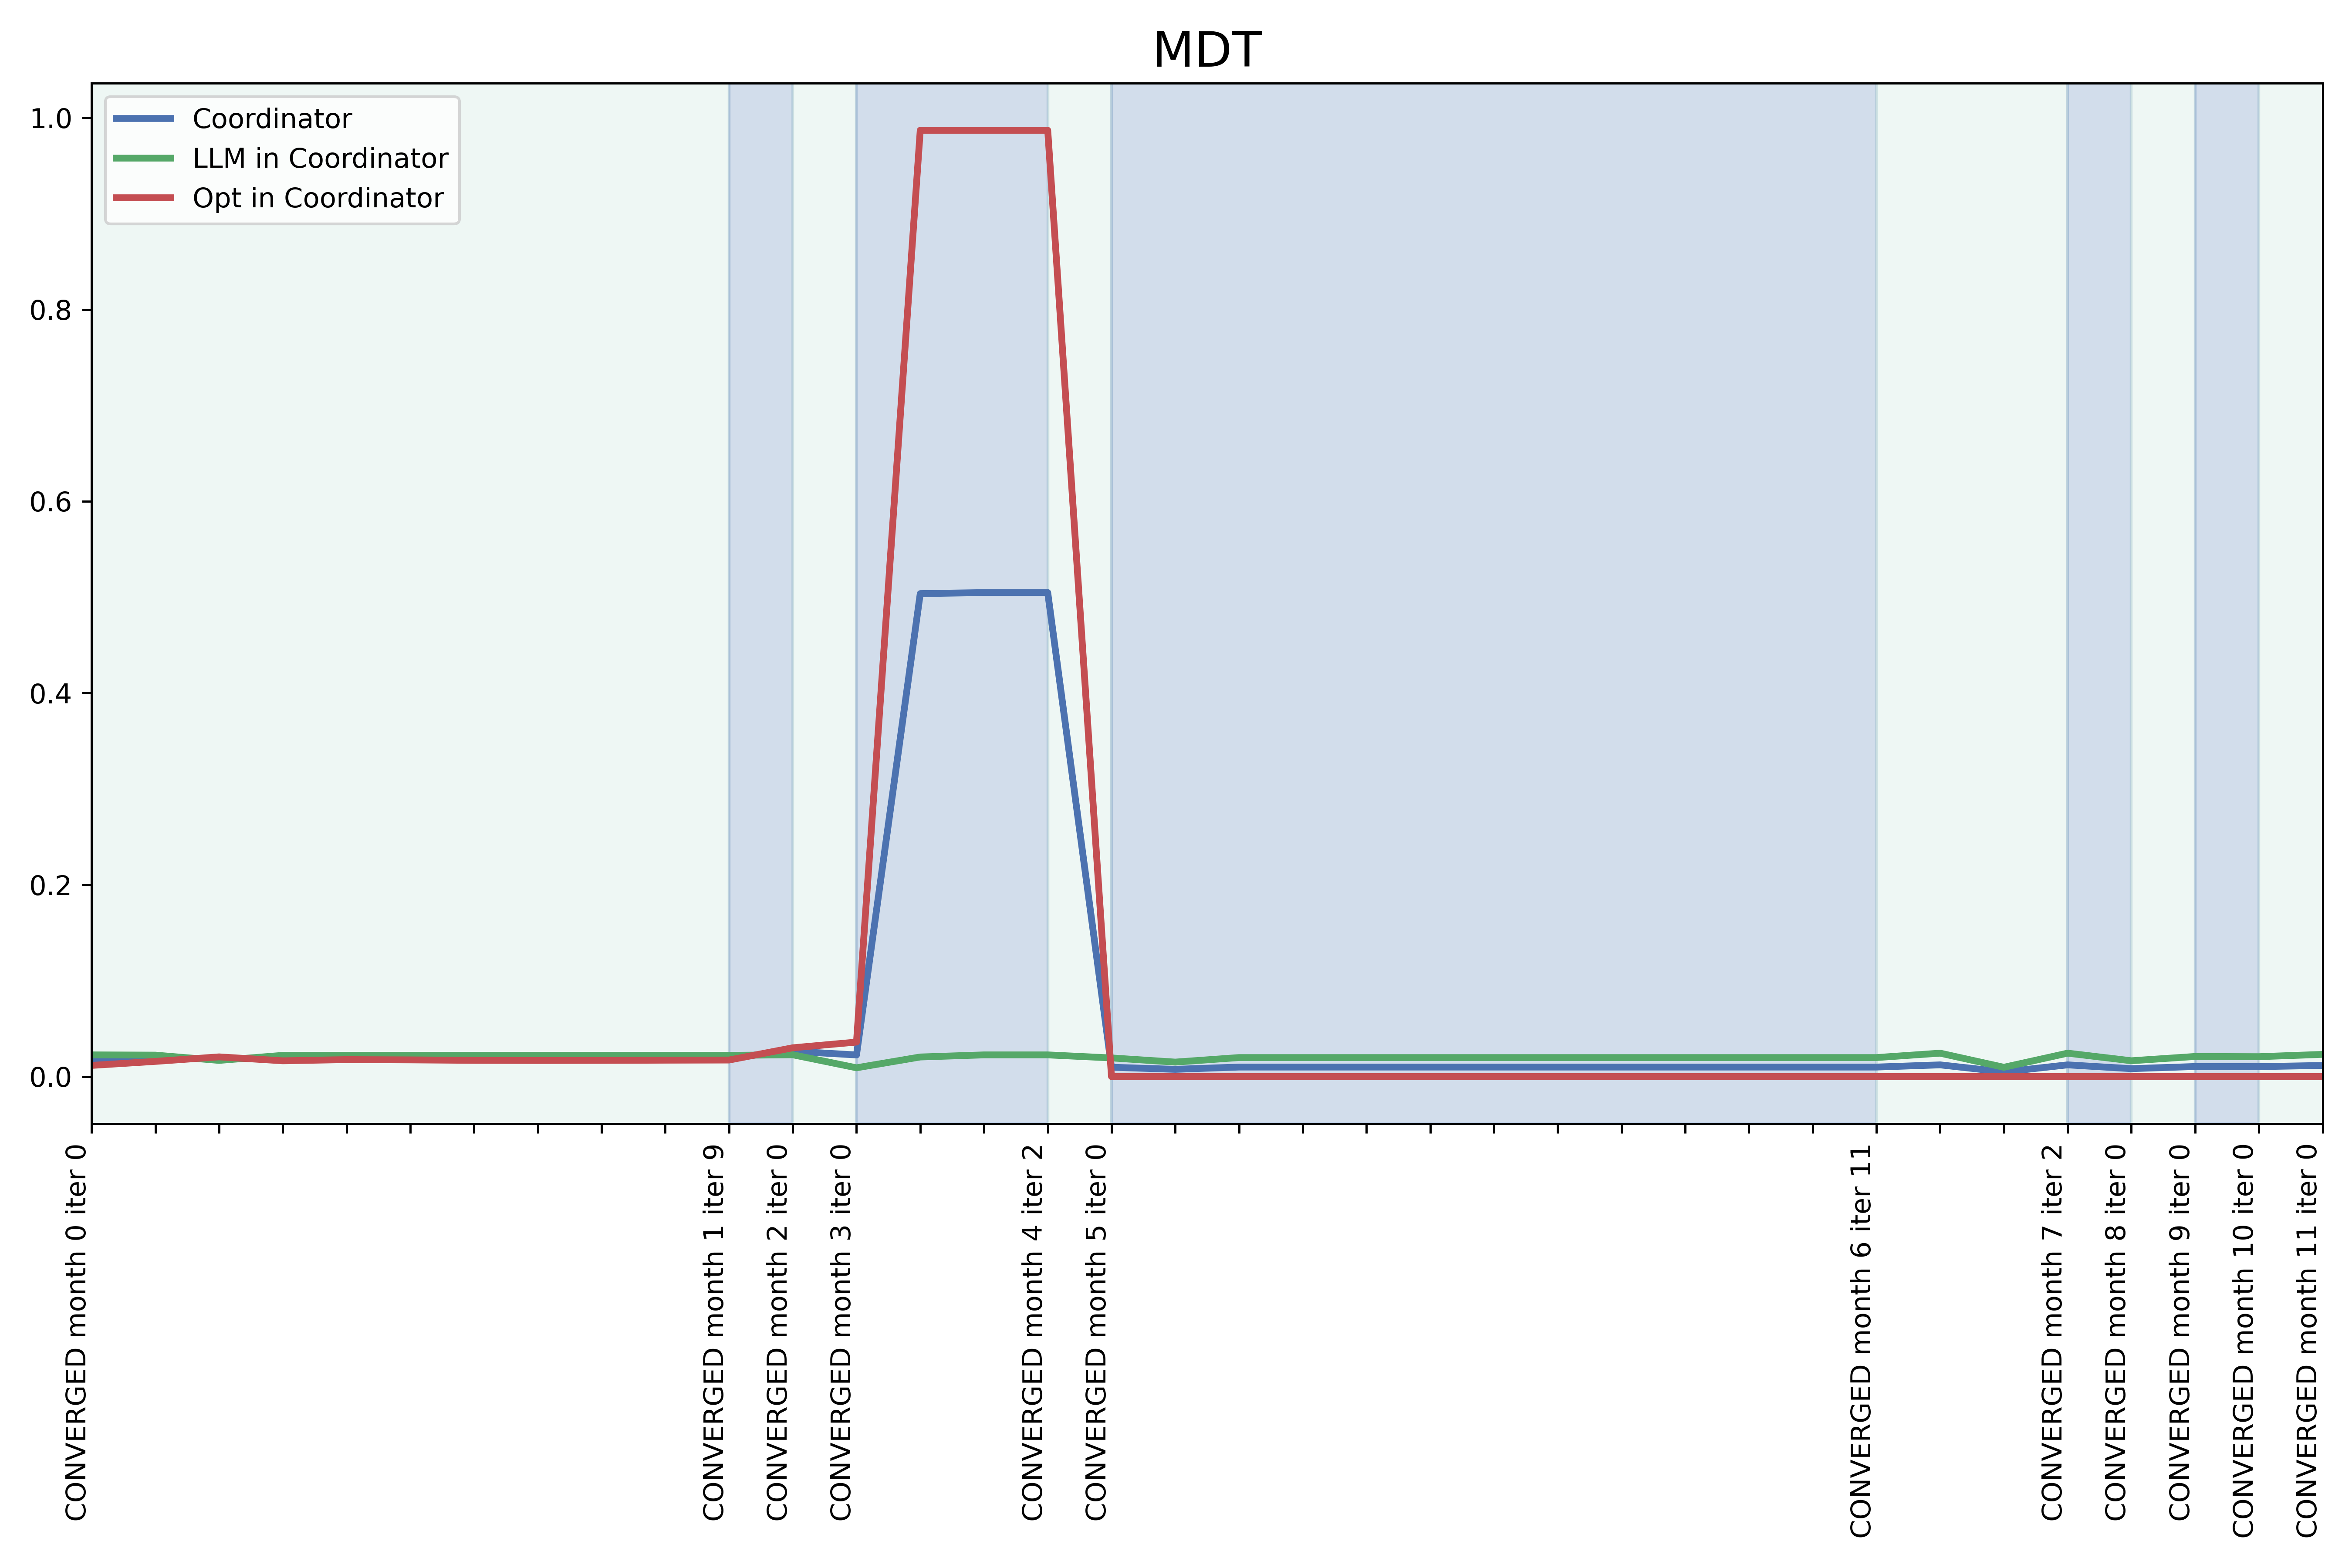 MDT
Coordinator
LLM in Coordinator
Opt in Coordinator
1.0
0.8
0.6
0.4
0.2
0.0
CONVERGED month 0 iter 0
CONVERGED month 1 iter 9
CONVERGED month 2 iter 0
CONVERGED month 3 iter 0
CONVERGED month 4 iter 2
CONVERGED month 5 iter 0
CONVERGED month 6 iter 11
CONVERGED month 7 iter 2
CONVERGED month 8 iter 0
CONVERGED month 9 iter 0
CONVERGED month 10 iter 0
CONVERGED month 11 iter 0